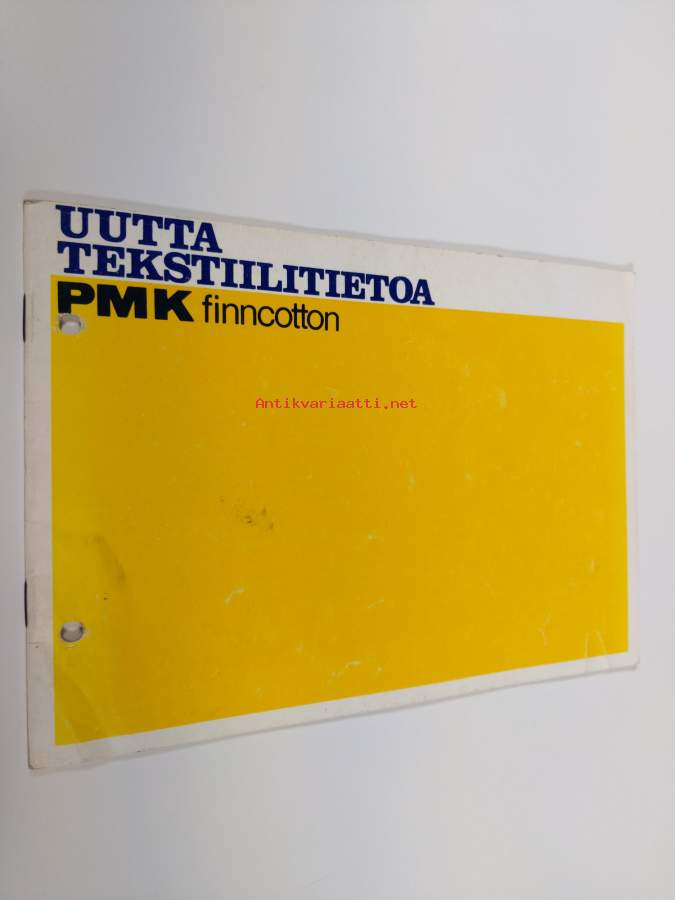 UUTTA
TEKSTIILITIETOA
PMK finncotton
Antikvariaatti.net